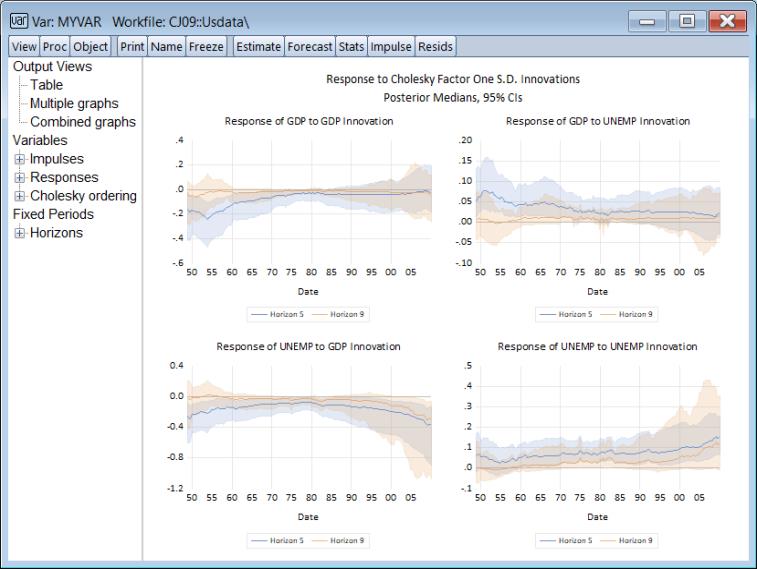 var Var: MYVAR Workfile: CJ09::Usdata\
View Proc Object Print Name Freeze Estimate Forecast Stats Impulse Resids
Output Views
Table
Multiple graphs
Combined graphs
Variables
Impulses
Responses
Cholesky ordering
Fixed Periods
Horizons
Response to Cholesky Factor One S.D. Innovations
Posterior Medians, 95% CIs
Response of GDP to GDP Innovation
.4
.2
.0
-.2
-.4
-.6
50 55 60 65 70 75 80 85 90 95 00 05
Date
Horizon 5 Horizon 9
Response of GDP to UNEMP Innovation
.20
.15
.10
.05
.00
-.05
-.10
50 55 60 65 70 75 80 85 90 95 00 05
Date
Horizon 5 Horizon 9
Response of UNEMP to GDP Innovation
0.4
0.0
-0.4
-0.8
-1.2
50 55 60 65 70 75 80 85 90 95 00 05
Date
Horizon 5 Horizon 9
Response of UNEMP to UNEMP Innovation
.5
.4
.3
.2
.1
.0
-.1
50 55 60 65 70 75 80 85 90 95 00 05
Date
Horizon 5 Horizon 9